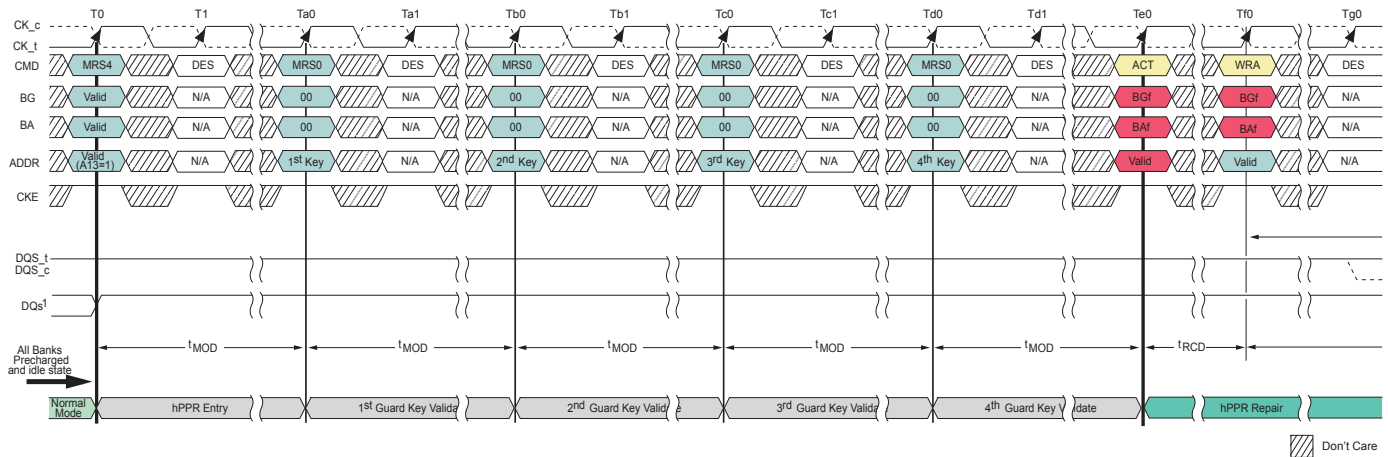 T0 T1 Ta0 Ta1 Tb0 Tb1 Tc0 Tc1 Td0 Td1 Te0 Tf0 Tg0
CK_c
CK_t
CMD MRS4 DES MRS0 DES MRS0 DES MRS0 DES MRS0 DES ACT WRA DES
BG Valid N/A 00 N/A 00 N/A 00 N/A 00 N/A BGf BGf N/A
BA Valid N/A 00 N/A 00 N/A 00 N/A 00 N/A BAf BAf N/A
ADDR Valid (A13=1) N/A 1st Key N/A 2nd Key N/A 3rd Key N/A 4th Key N/A Valid Valid N/A
CKE
DQS_t
DQS_c
DQs1
All Banks
Precharged
and idle state
tMOD tMOD tMOD tMOD tMOD tRCD
Normal Mode hPPR Entry 1st Guard Key Valida 2nd Guard Key Valid e 3rd Guard Key Valid 4th Guard Key V idate hPPR Repair
Don't Care